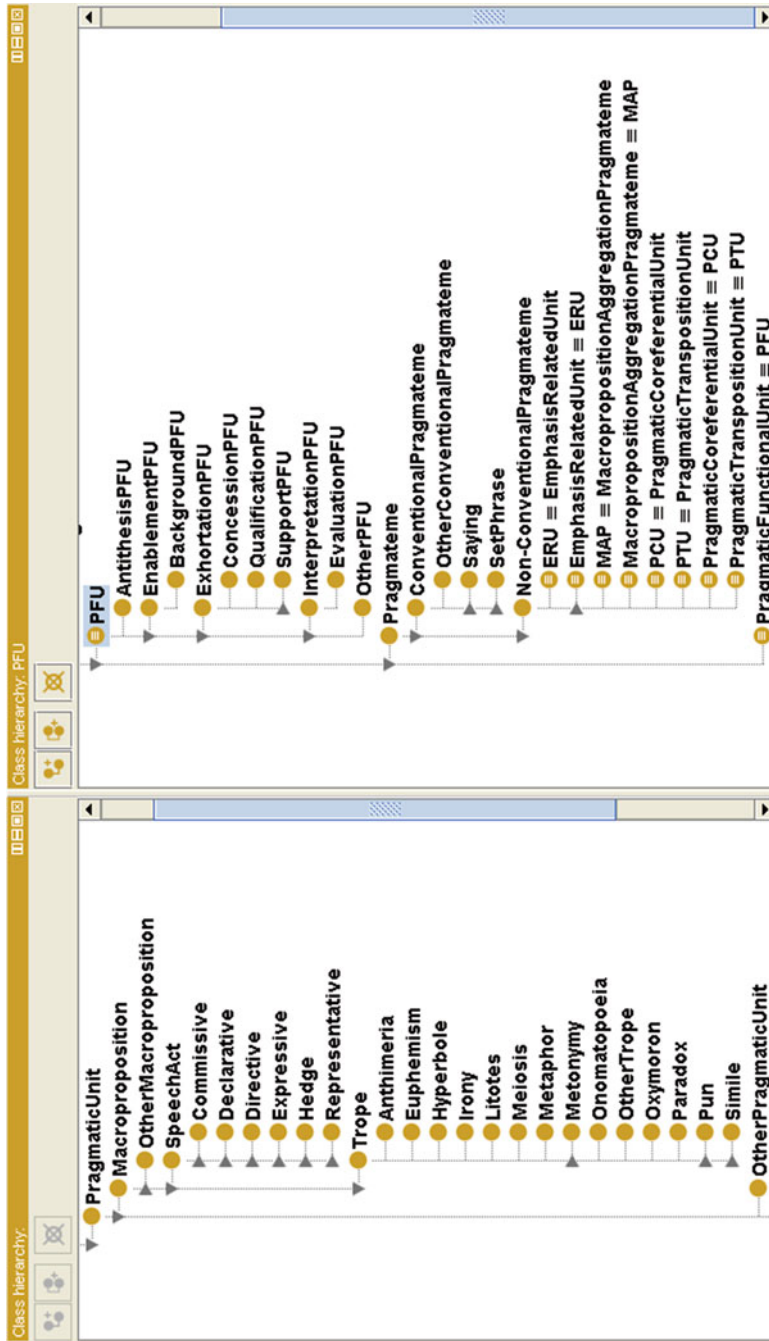 Class hierarchy:
PragmaticUnit
Macroproposition
OtherMacroproposition
SpeechAct
Commissive
Declarative
Directive
Expressive
Hedge
Representative
Trope
Anthimeria
Euphemism
Hyperbole
Irony
Litotes
Meiosis
Metaphor
Metonymy
Onomatopoeia
OtherTrope
Oxymoron
Paradox
Pun
Simile
OtherPragmaticUnit
Class hierarchy: PFU
PFU
AntithesisPFU
EnablementPFU
BackgroundPFU
ExhortationPFU
ConcessionPFU
QualificationPFU
SupportPFU
InterpretationPFU
EvaluationPFU
OtherPFU
Pragmateme
ConventionalPragmateme
OtherConventionalPragmateme
Saying
SetPhrase
Non-ConventionalPragmateme
ERU ≡ EmphasisRelatedUnit
EmphasisRelatedUnit ≡ ERU
MAP ≡ MacropropositionAggregationPragmateme
MacropropositionAggregationPragmateme ≡ MAP
PCU ≡ PragmaticCoreferentialUnit
PTU ≡ PragmaticTranspositionUnit
PragmaticCoreferentialUnit ≡ PCU
PragmaticTranspositionUnit ≡ PTU
PragmaticFunctionalUnit ≡ PFU